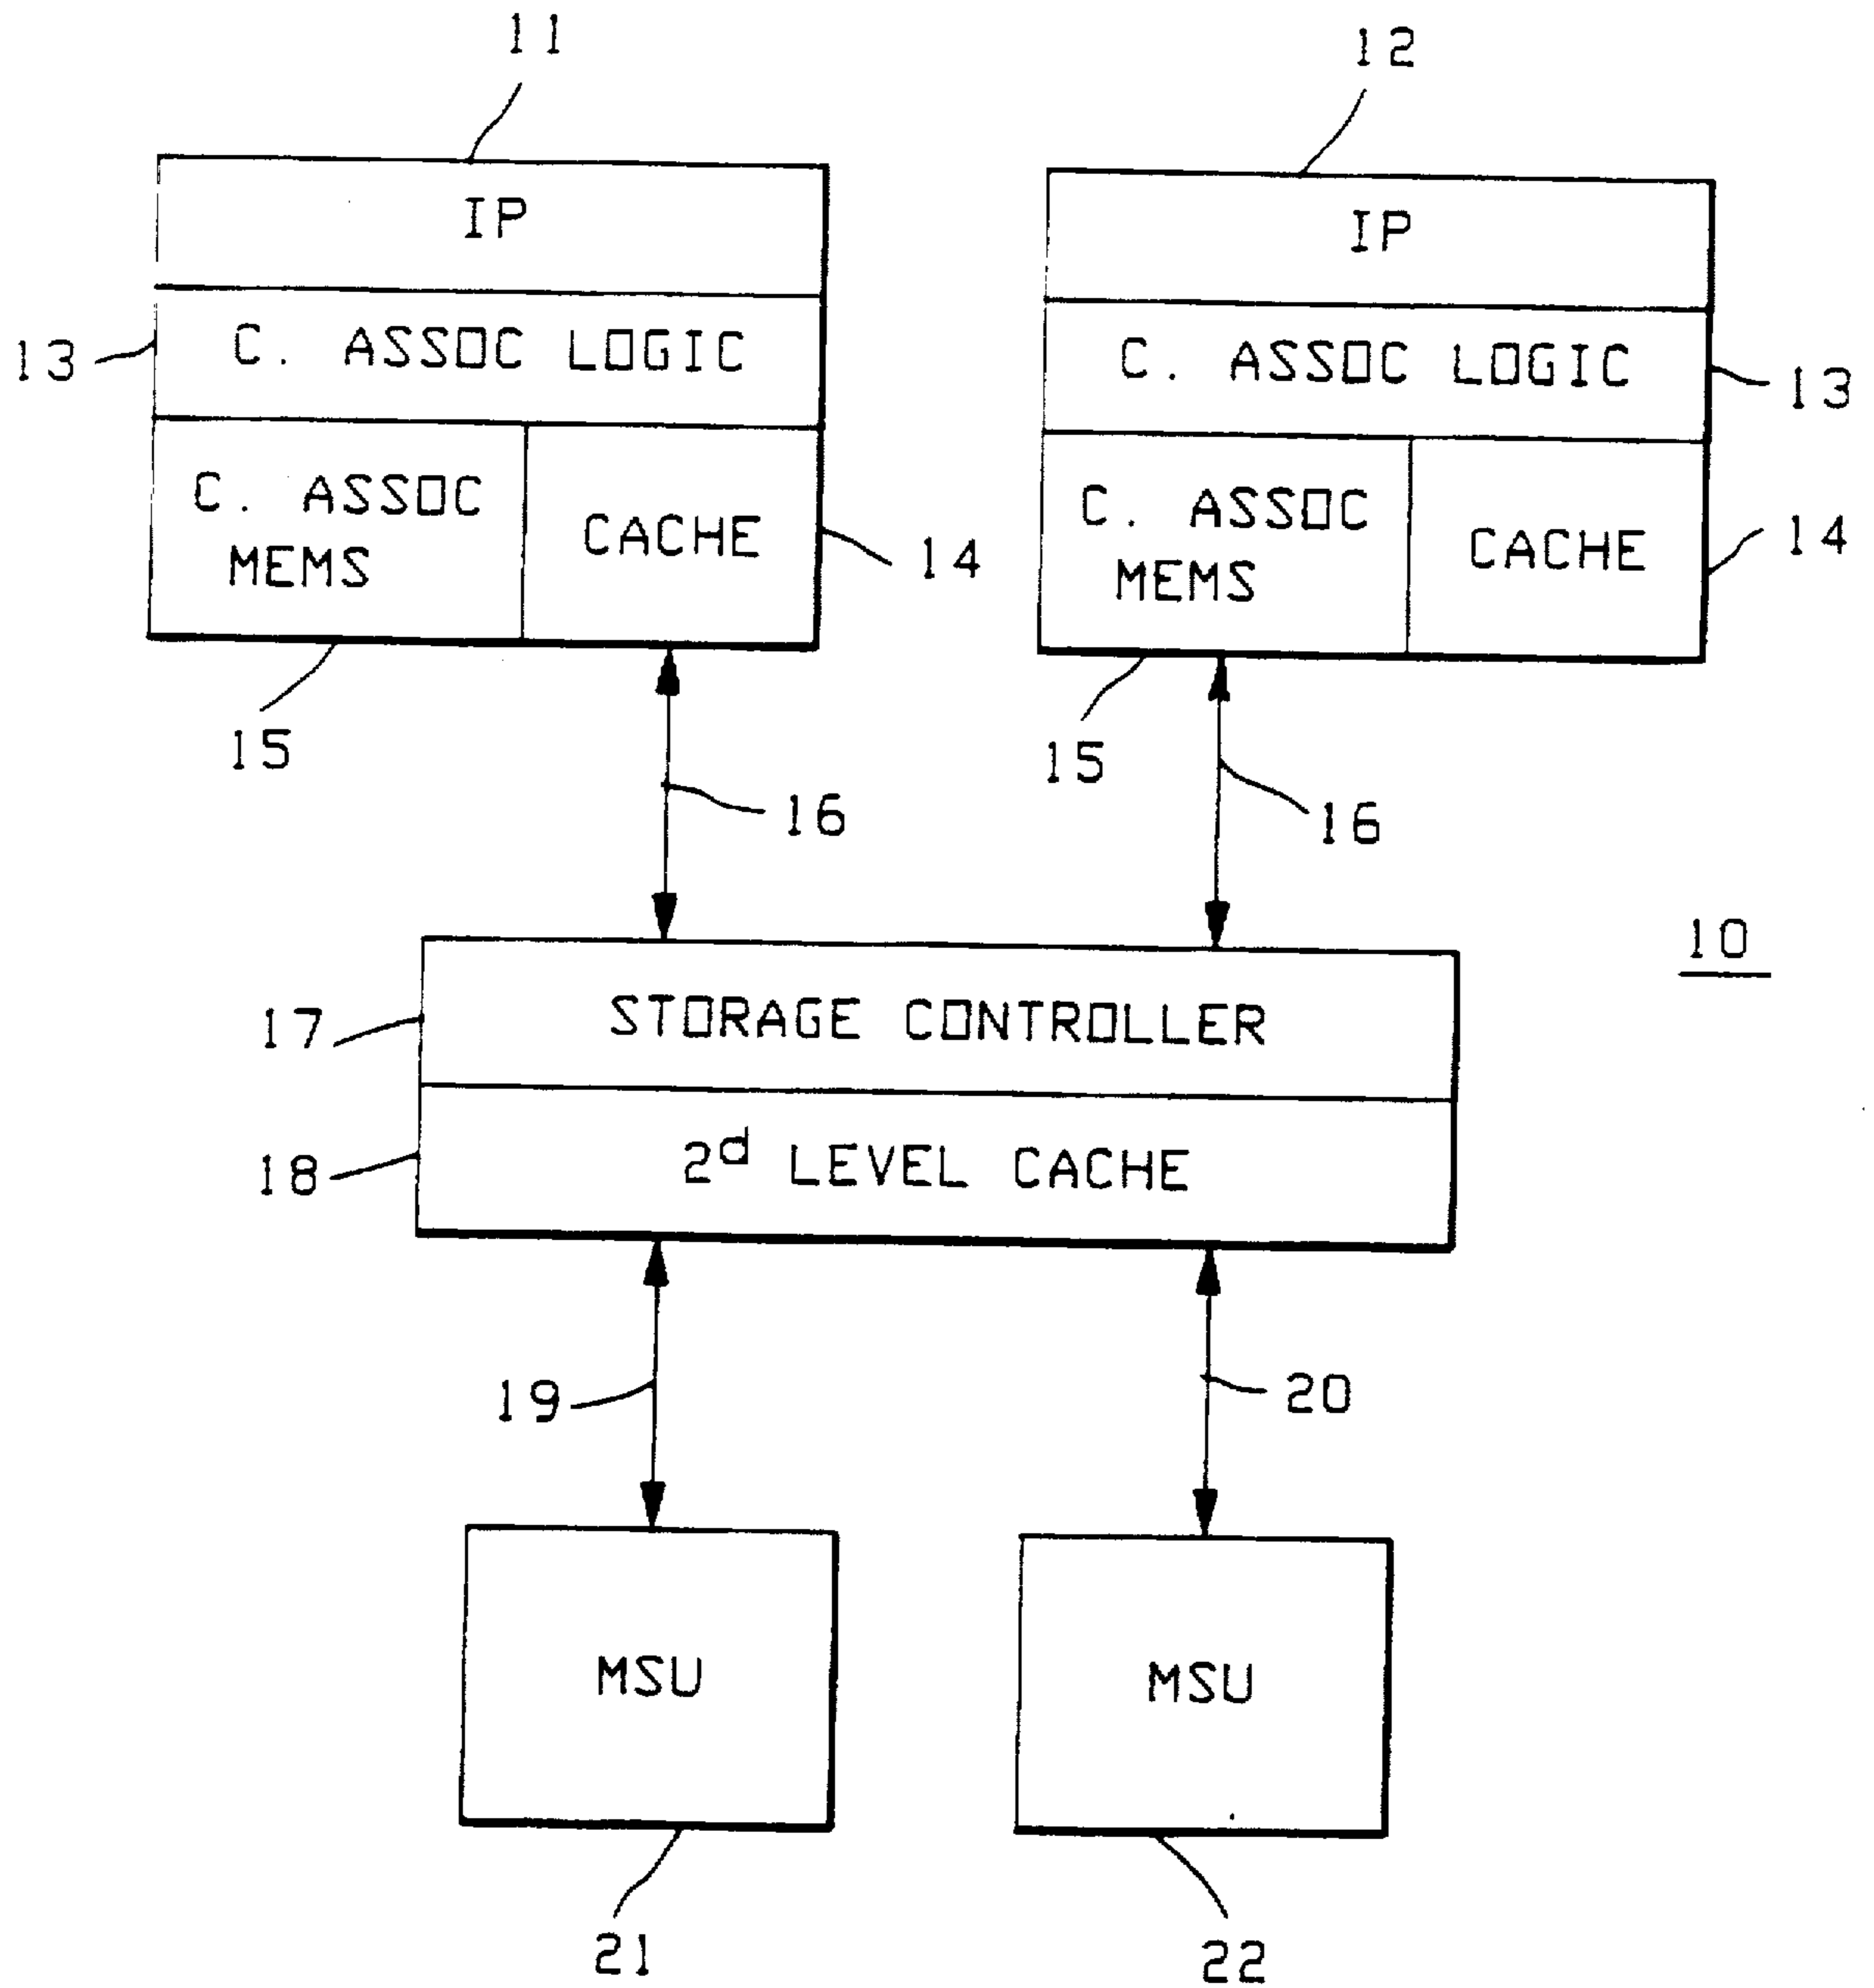 11
12
IP
IP
13
C. ASSOC LOGIC
C. ASSOC LOGIC
13
C. ASSOC
MEMS
CACHE
14
C. ASSOC
MEMS
CACHE
14
15
15
16
16
10
17
STORAGE CONTROLLER
18
2d LEVEL CACHE
19
20
MSU
MSU
21
22